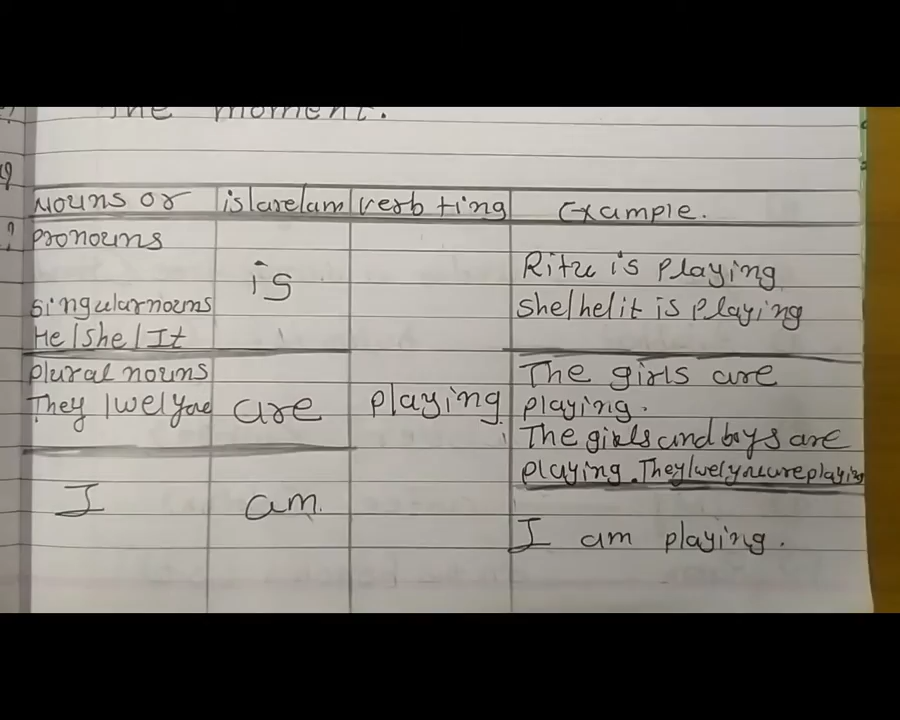 The moment.
Nouns or is/are/am verb +ing Example.
Pronouns
is Ritu is playing
Singular nouns She/he/it is playing
He/She/It
Plural nouns The girls are
They /we/you are playing playing.
The girls and boys are
playing. They/we/you are playing
I am.
I am playing.